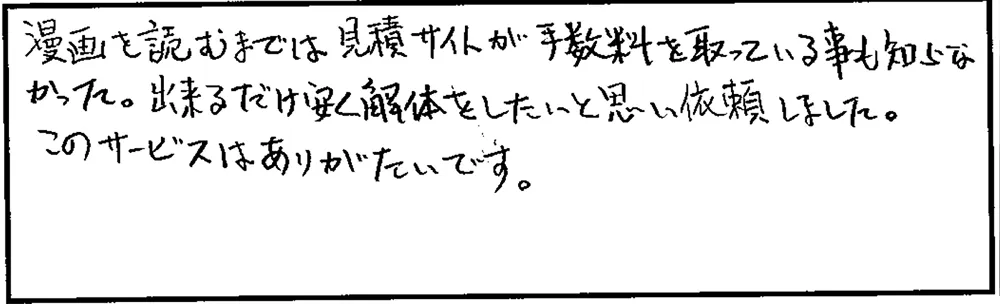 漫画を読むまでは見積サイトが手数料を取っている事も知らな
かった。出来るだけ安く解体をしたいと思い依頼しました。
このサービスはありがたいです。